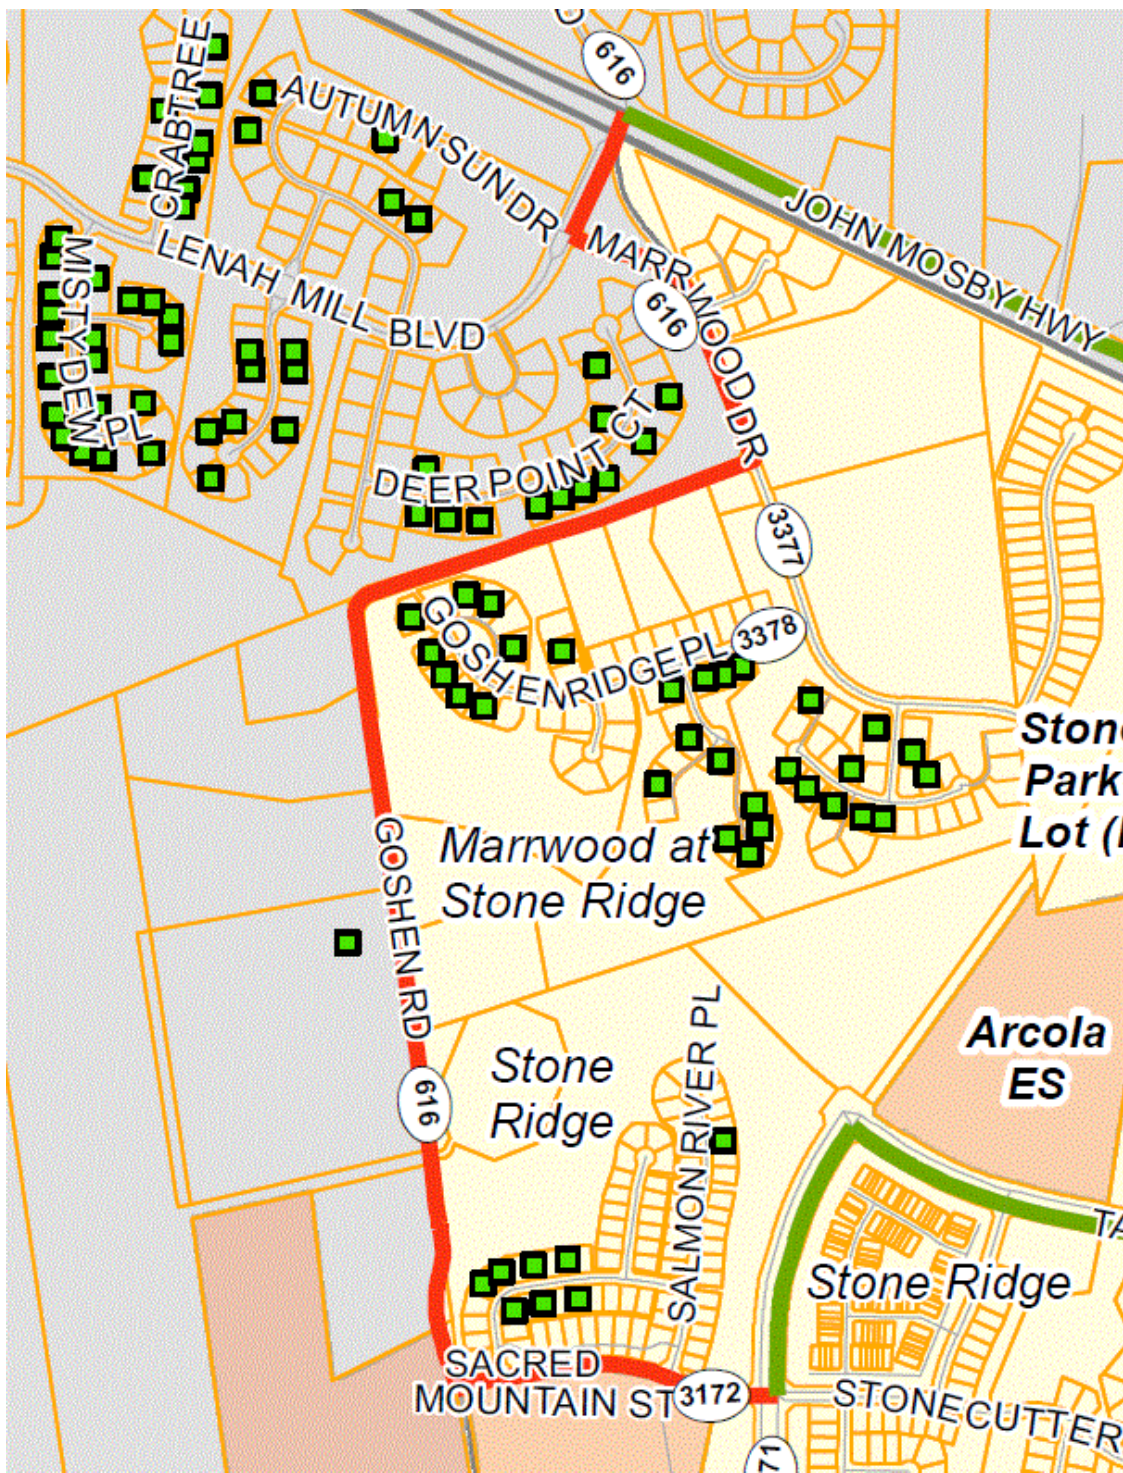 616
CRABTREE
AUTUMN SUN DR
JOHN MOSBY HWY
LENAH MILL BLVD
MARRWOOD DR
616
MISTY DEW PL
DEER POINT CT
3377
GOSHEN RIDGE PL
3378
Stone
Park
Lot (
GOSHEN RD
Marrwood at
Stone Ridge
Arcola
ES
Stone
Ridge
616
SALMON RIVER PL
TA
Stone Ridge
SACRED
MOUNTAIN ST
3172
STONECUTTER
71